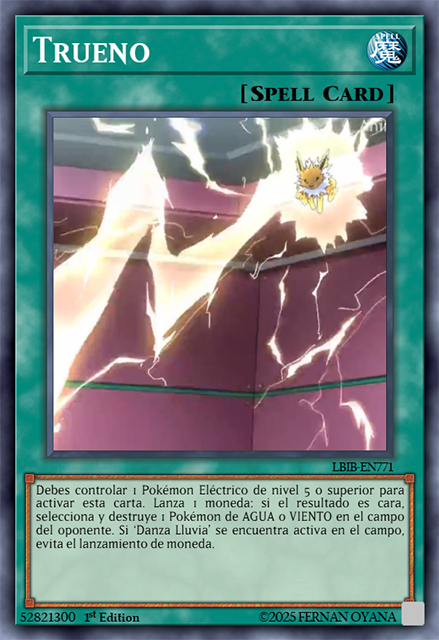 TRUENO
SPELL
魔
[SPELL CARD]
LBIB-EN771
Debes controlar 1 Pokémon Eléctrico de nivel 5 o superior para
activar esta carta. Lanza 1 moneda: si el resultado es cara,
selecciona y destruye 1 Pokémon de AGUA o VIENTO en el campo
del oponente. Si ‘Danza Lluvia’ se encuentra activa en el campo,
evita el lanzamiento de moneda.
52821300 1st Edition ©2025 FERNAN OYANA